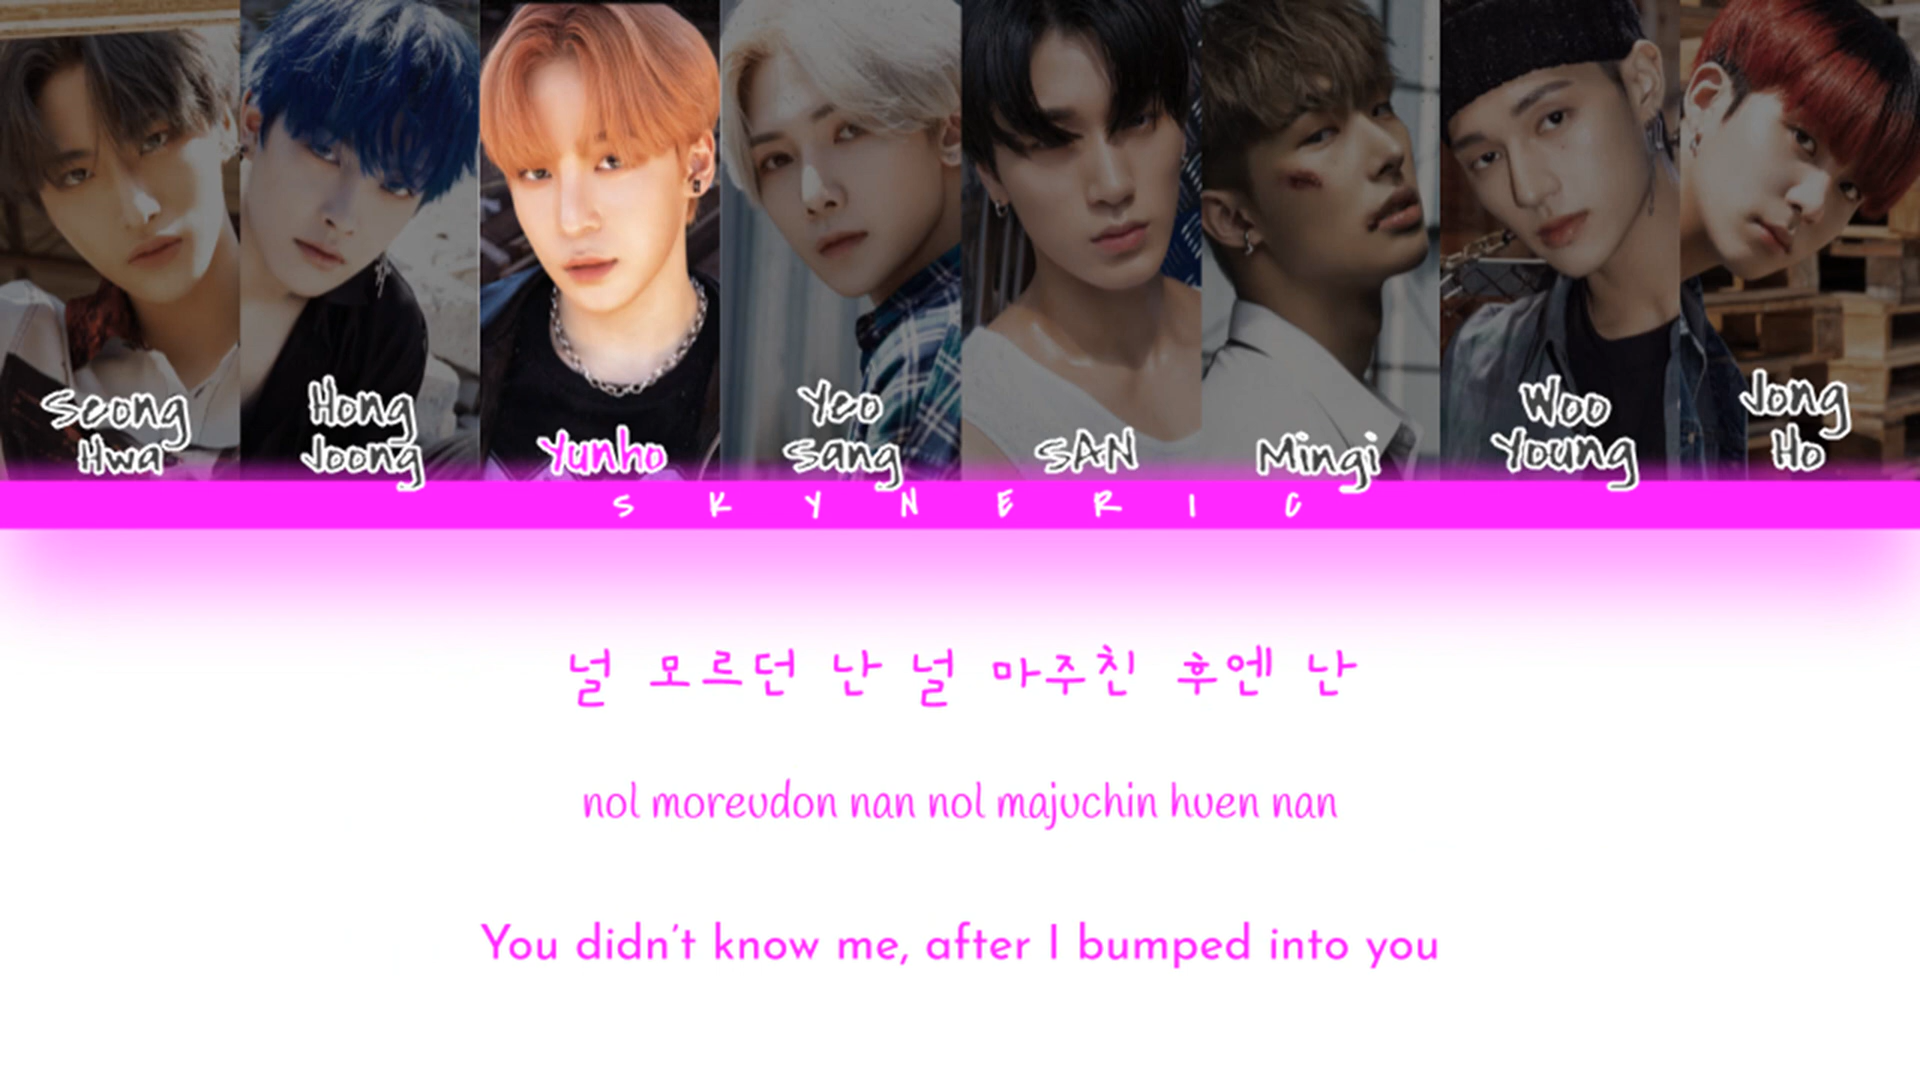 Seong
Hwa
Hong
Joong
Yunho
Yeo
sang
SAN
Mingi
Woo
Young
Jong
Ho
SKYNERIC
널 모르던 난 널 마주친 후엔 난
nol moreudon nan nol majuchin huen nan
You didn't know me, after I bumped into you